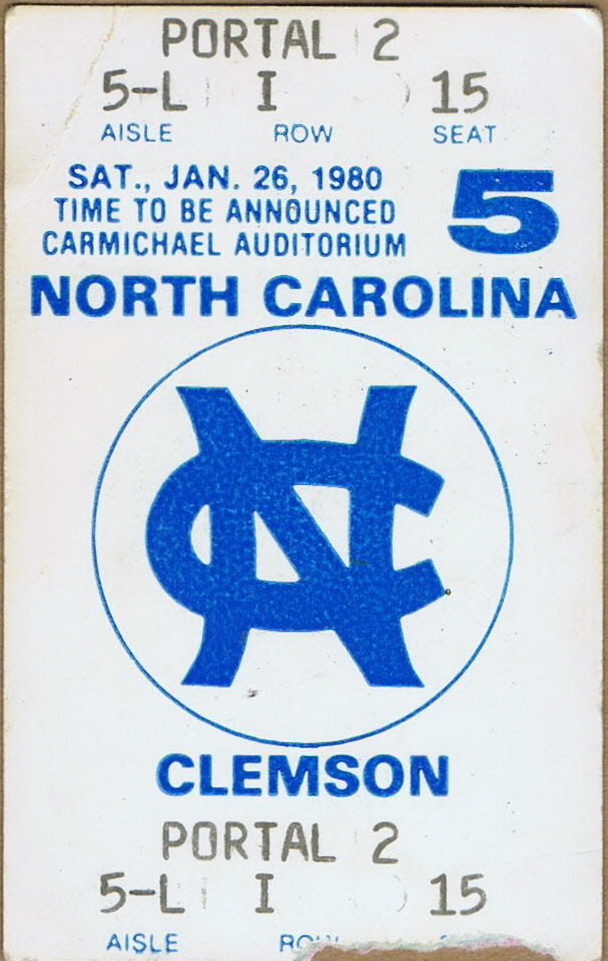 PORTAL 2
5-L I 15
AISLE ROW SEAT
SAT., JAN. 26, 1980
TIME TO BE ANNOUNCED
CARMICHAEL AUDITORIUM
5
NORTH CAROLINA
NC
CLEMSON
PORTAL 2
5-L I 15
AISLE ROW